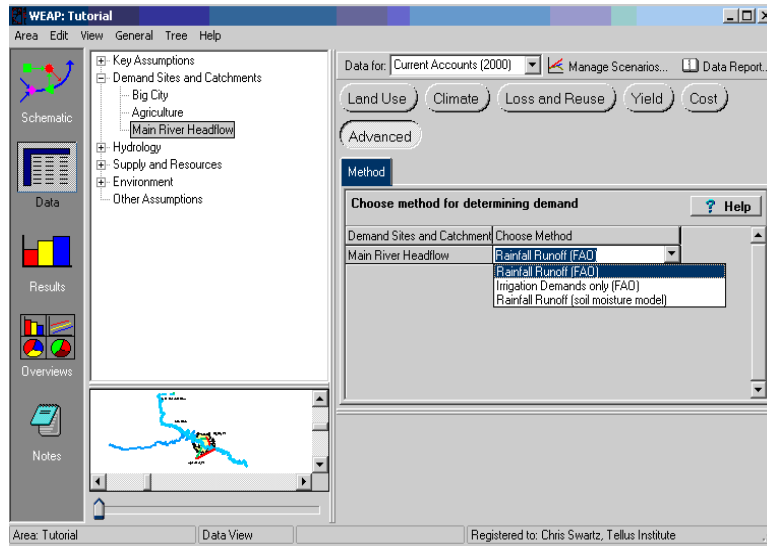 WEAP: Tutorial
Area Edit View General Tree Help
Schematic
Data
Results
Overviews
Notes
Key Assumptions
Demand Sites and Catchments
Big City
Agriculture
Main River Headflow
Hydrology
Supply and Resources
Environment
Other Assumptions
Data for: Current Accounts (2000) Manage Scenarios... Data Report..
Land Use Climate Loss and Reuse Yield Cost
Advanced
Method
Choose method for determining demand ? Help
Demand Sites and Catchment Choose Method
Main River Headflow Rainfall Runoff (FAO)
Rainfall Runoff (FAO)
Irrigation Demands only (FAO)
Rainfall Runoff (soil moisture model)
Area: Tutorial Data View Registered to: Chris Swartz, Tellus Institute